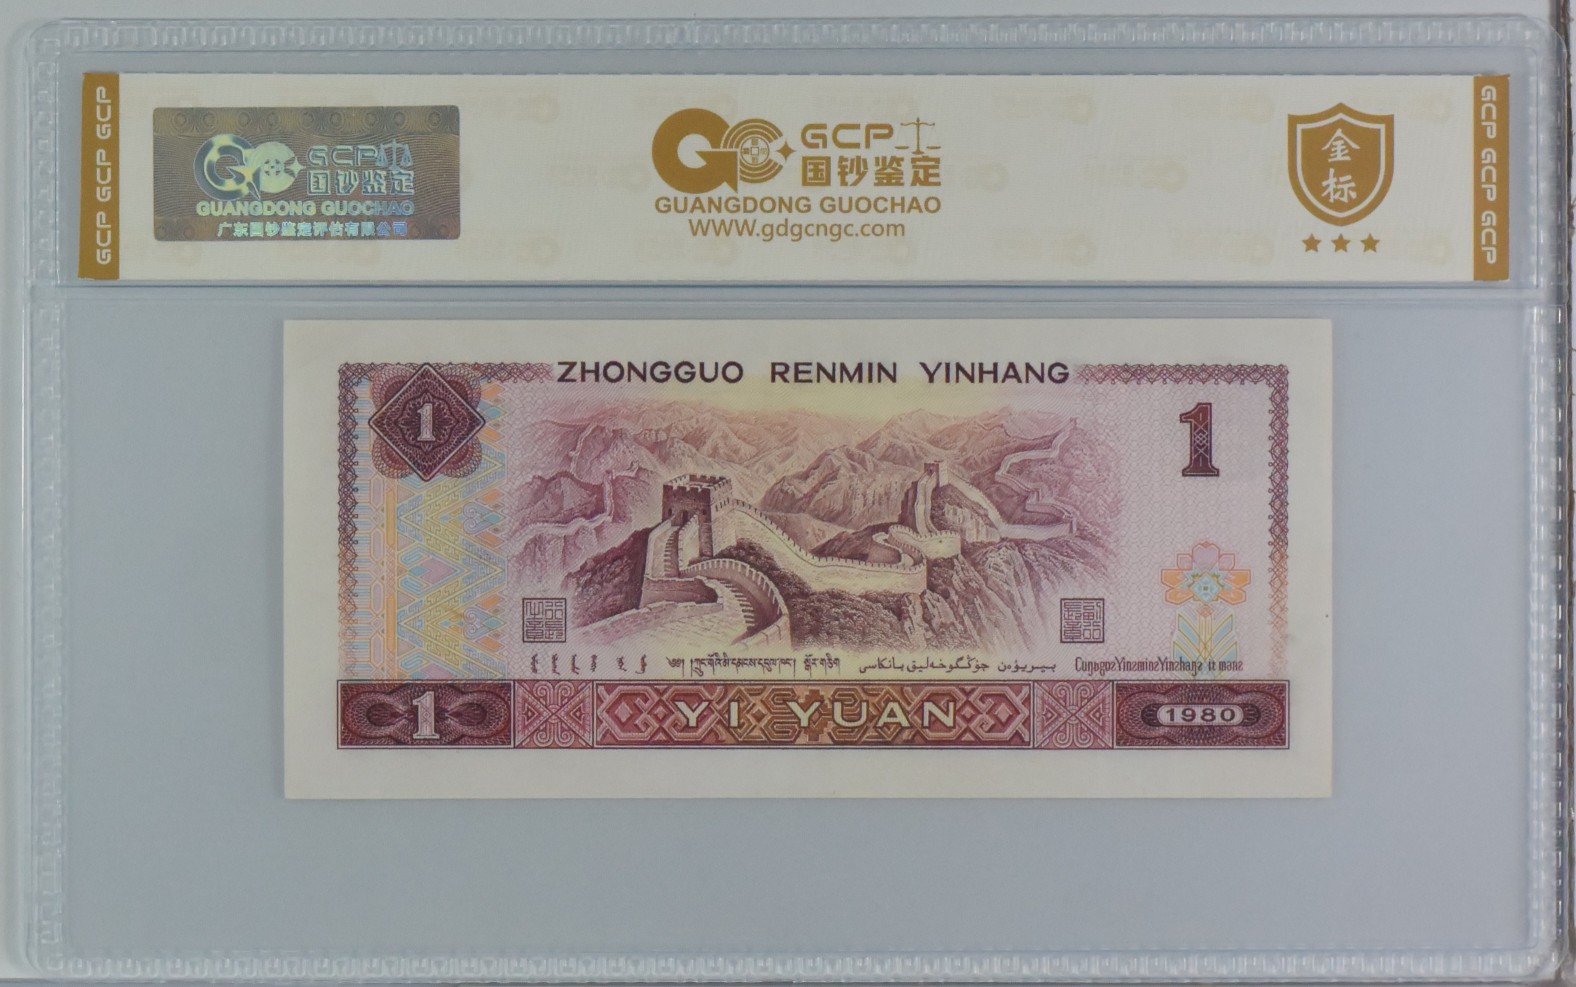 GCP GCP GCP
GCP 国钞鉴定
GUANGDONG GUOCHAO
广东国钞鉴定评估有限公司
GCP
国钞鉴定
GUANGDONG GUOCHAO
WWW.gdgcngc.com
金标
GCP GCP GCP
ZHONGGUO RENMIN YINHANG
1
1
1
YI YUAN
1980